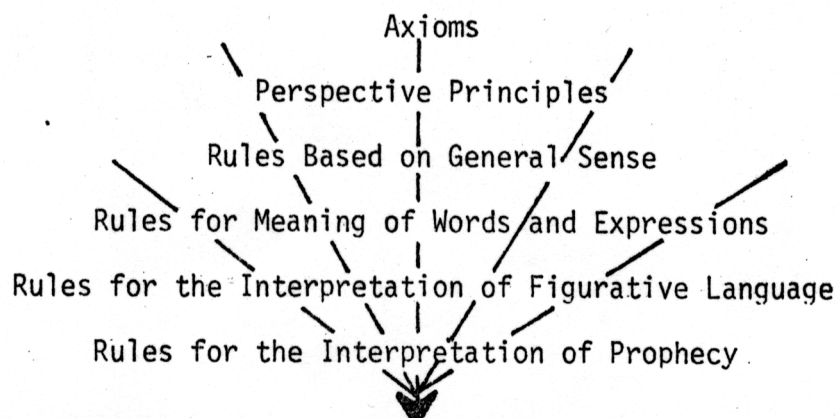 Axioms
Perspective Principles
Rules Based on General Sense
Rules for Meaning of Words and Expressions
Rules for the Interpretation of Figurative Language
Rules for the Interpretation of Prophecy